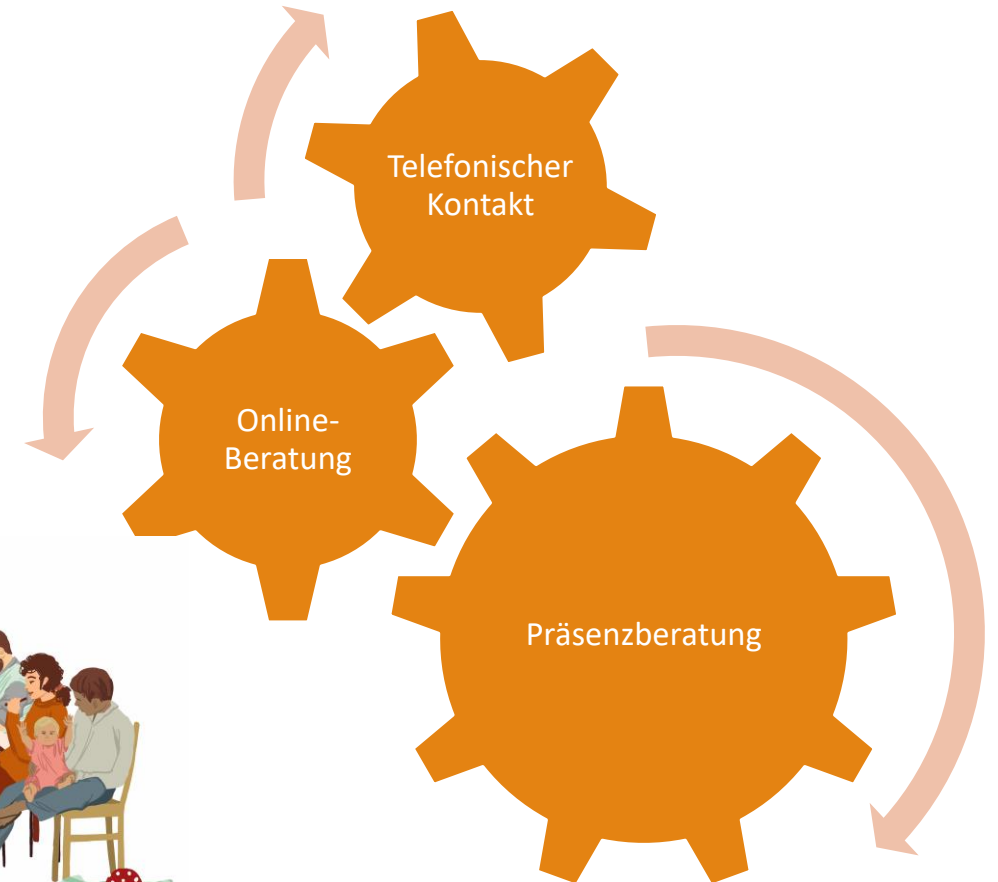 Telefonischer
Kontakt
Online-
Beratung
Präsenzberatung